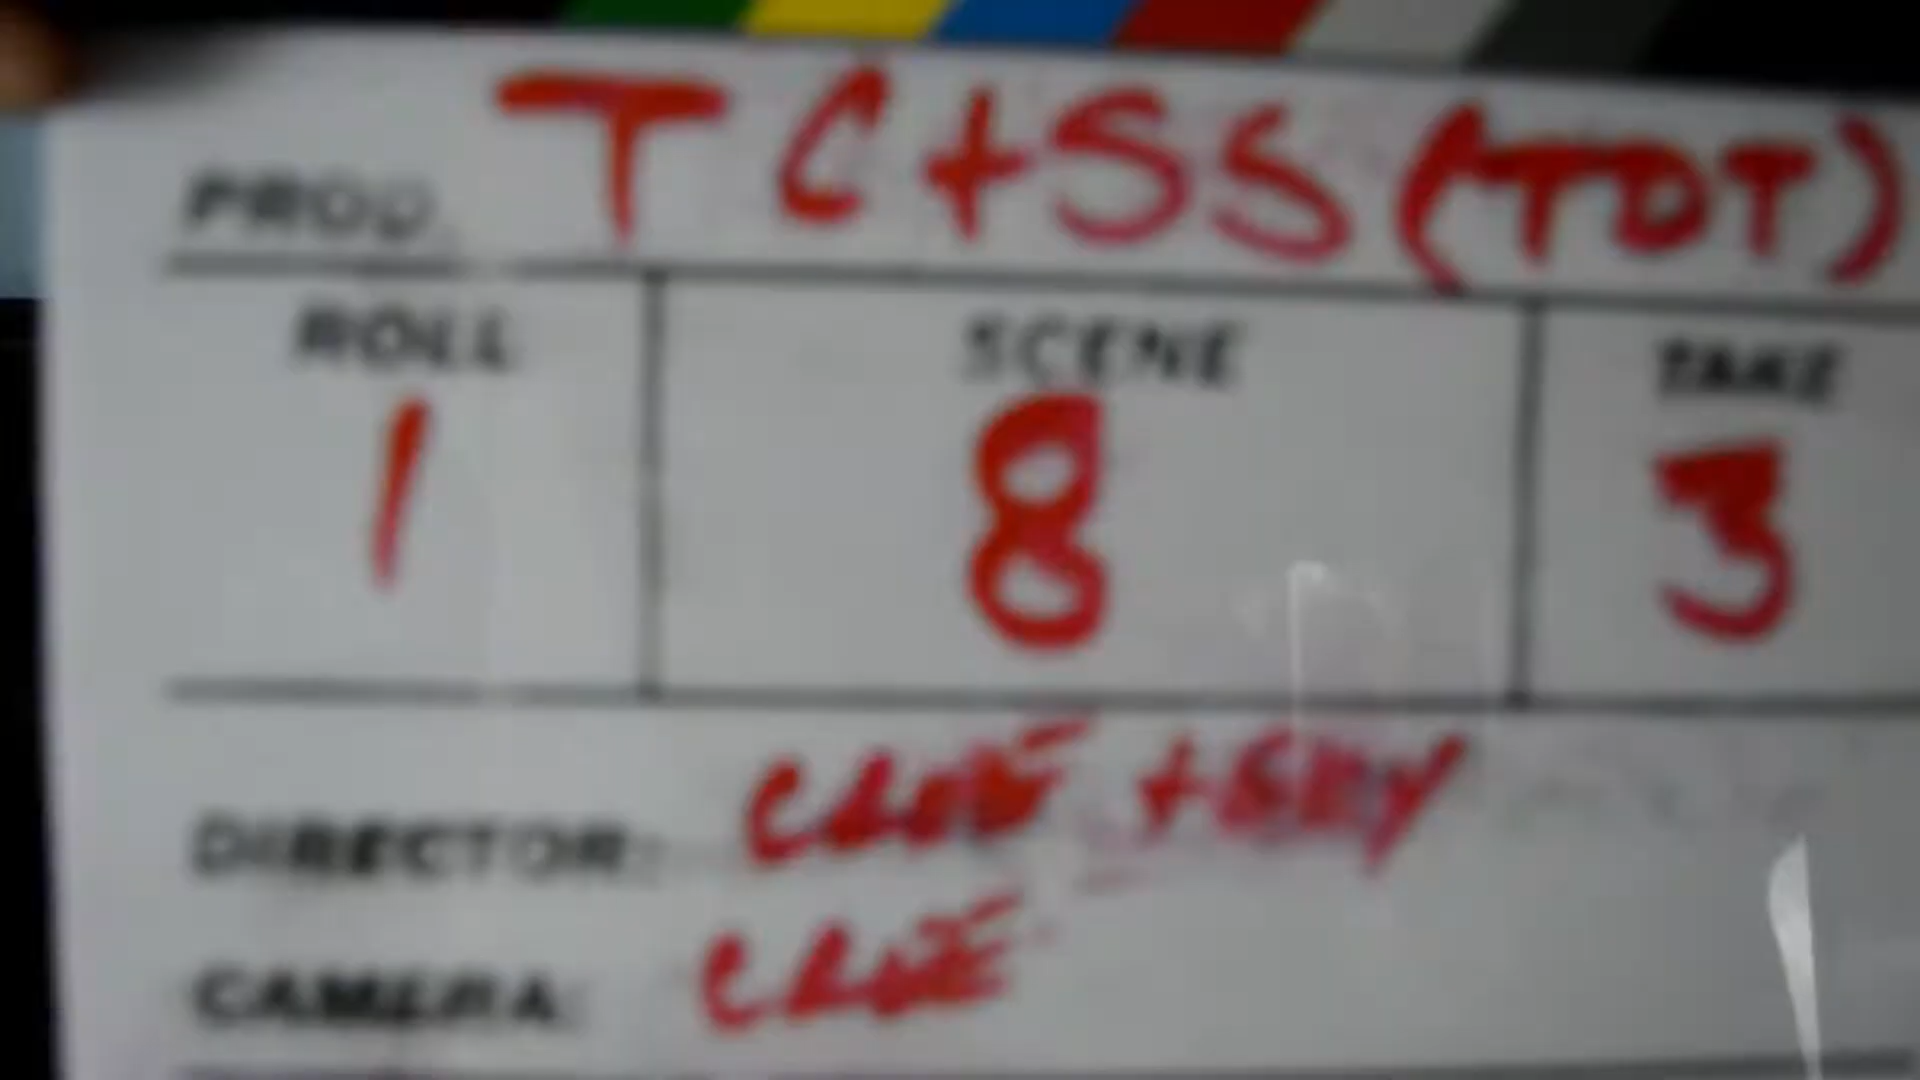 PROD. T C+SS (TOT)
ROLL SCENE TAKE
1 8 3
DIRECTOR:
CAMERA: